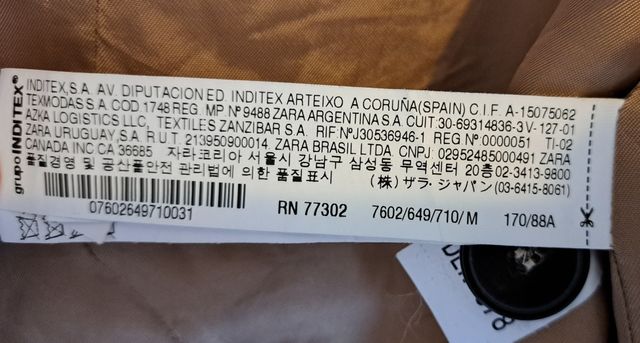 grupo INDITEX
INDITEX,S.A. AV. DIPUTACION ED. INDITEX ARTEIXO A CORUÑA(SPAIN) C.I.F. A-15075062
TEXMODAS S.A. COD. 1748 REG. MP. Nº 9488 ZARA ARGENTINA S.A. CUIT: 30-69314836-3 V-127-01
AZKA LOGISTICS LLC, TEXTILES ZANZIBAR S.A. RIF: NºJ30536946-1 REG Nº 0000051 TI-02
ZARA URUGUAY, S.A. R.U.T. 213950900014 ZARA BRASIL LTDA. CNPJ: 02952485000491 ZARA
CANADA INC CA 36685 자라코리아 서울시 강남구 삼성동 무역센터 20층 02-3413-9800
품질경영 및 공산품안전 관리법에 의한 품질표시 (株) ザラ・ジャパン (03-6415-8061)
07602649710031 RN 77302 7602/649/710/ M 170/88A